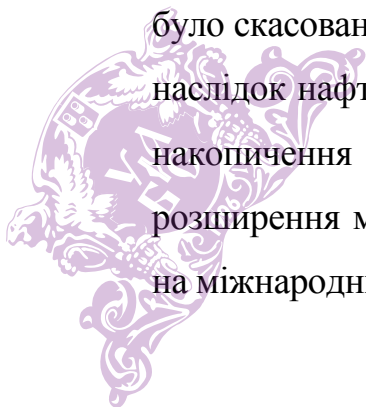 було скасован
наслідок нафт
накопичення
розширення м
на міжнародн